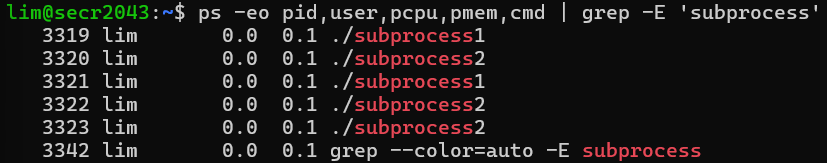 lim@secr2043:~$ ps -eo pid,user,pcpu,pmem,cmd | grep -E 'subprocess'
3319 lim 0.0 0.1 ./subprocess1
3320 lim 0.0 0.1 ./subprocess2
3321 lim 0.0 0.1 ./subprocess1
3322 lim 0.0 0.1 ./subprocess2
3323 lim 0.0 0.1 ./subprocess2
3342 lim 0.0 0.1 grep --color=auto -E subprocess